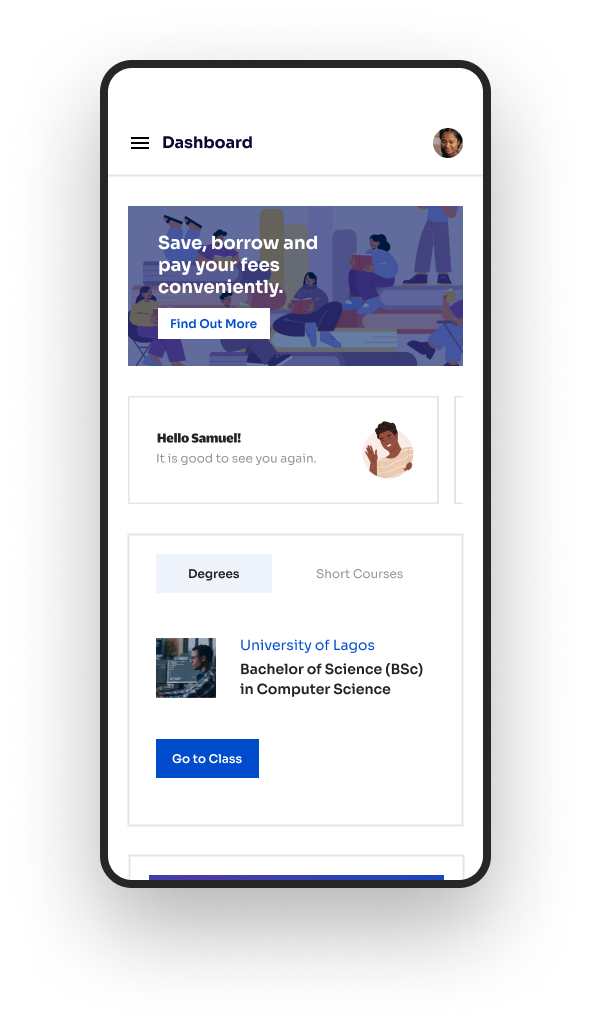 Dashboard
Save, borrow and
pay your fees
conveniently.
Find Out More
Hello Samuel!
It is good to see you again.
Degrees
Short Courses
University of Lagos
Bachelor of Science (BSc)
in Computer Science
Go to Class